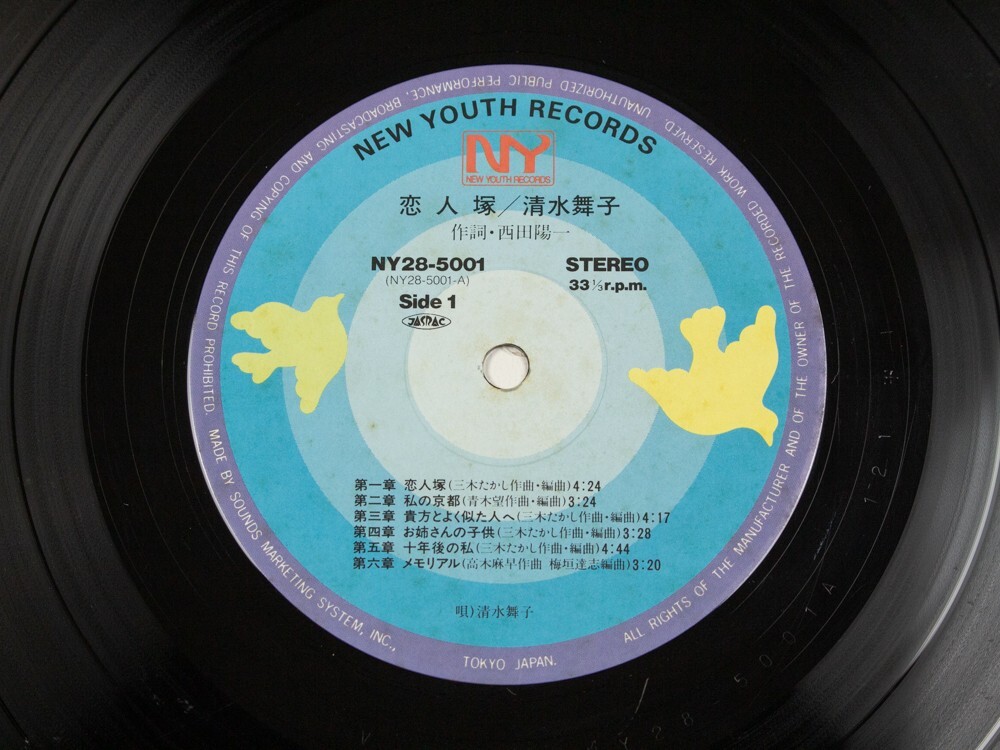 NEW YOUTH RECORDS
NY
NEW YOUTH RECORDS
恋人塚/清水舞子
作詞・西田陽一
NY28-5001
(NY28-5001-A)
Side 1
JASRAC
STEREO
33⅓r.p.m.
第一章 恋人塚(三木たかし作曲・編曲)4:24
第二章 私の京都(青木望作曲・編曲)3:24
第三章 貴方とよく似た人へ(三木たかし作曲・編曲)4:17
第四章 お姉さんの子供(三木たかし作曲・編曲)3:28
第五章 十年後の私(三木たかし作曲・編曲)4:44
第六章 メモリアル(高木麻早作曲 梅垣達志編曲)3:20
唄)清水舞子
ALL RIGHTS OF THE MANUFACTURER AND OF THE OWNER OF THE RECORDED WORK RESERVED. UNAUTHORIZED PUBLIC PERFORMANCE, BROADCASTING AND COPYING OF THIS RECORD PROHIBITED. MADE BY SOUNDS MARKETING SYSTEM, INC., TOKYO JAPAN.